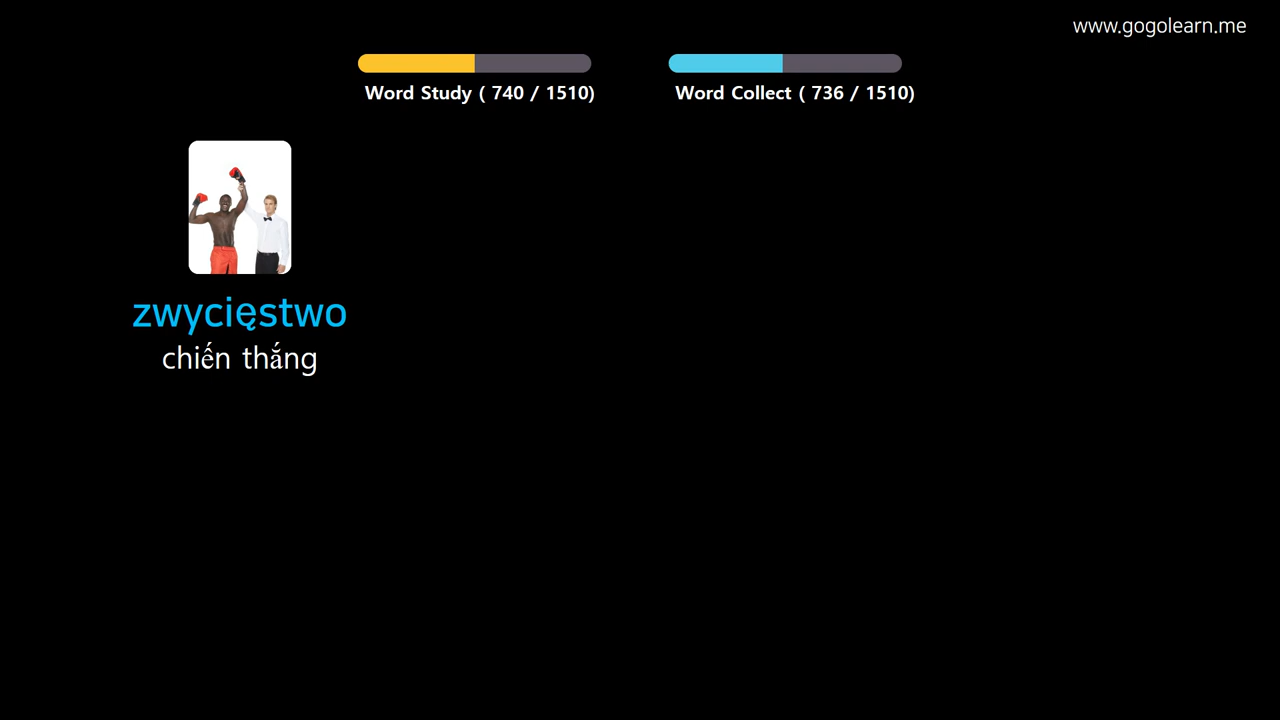 www.gogolearn.me
Word Study ( 740 / 1510)
Word Collect ( 736 / 1510)
zwycięstwo
chiến thắng